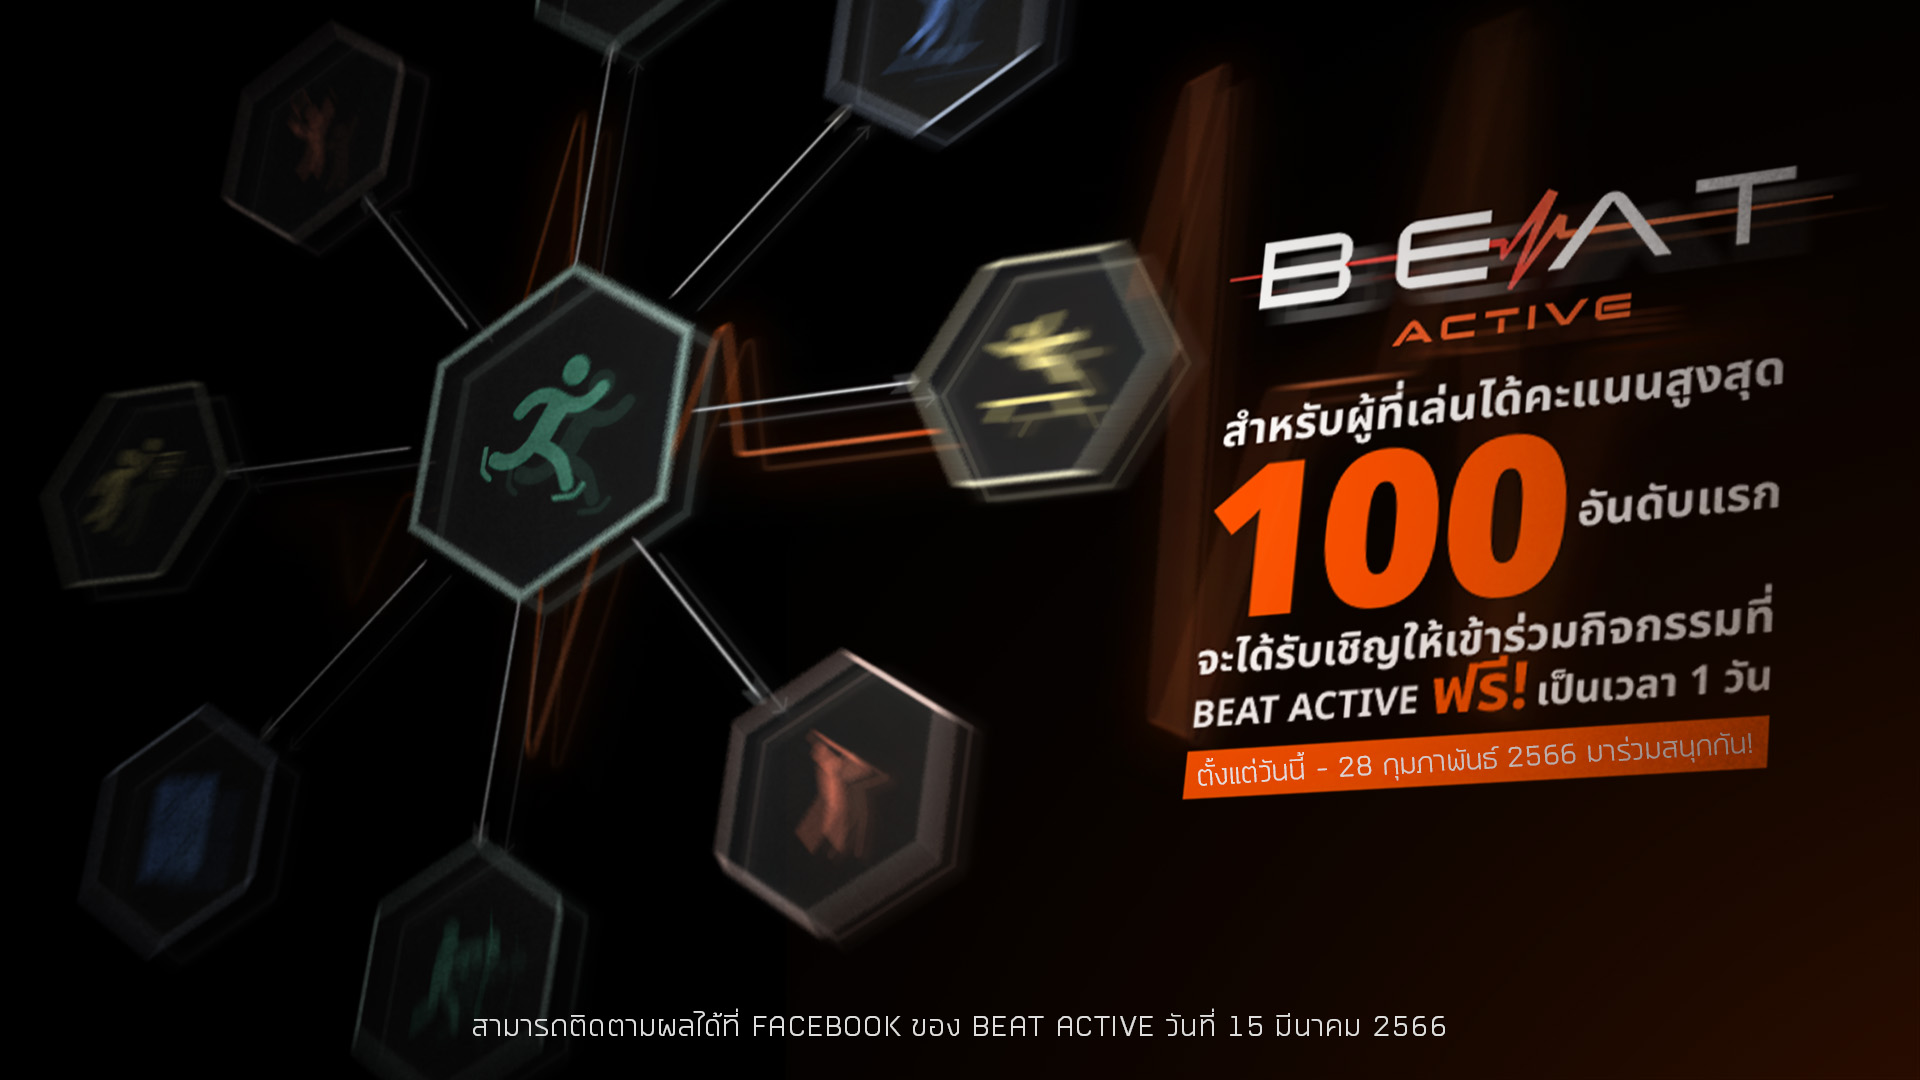 BEAT
ACTIVE
สำหรับผู้ที่เล่นได้คะแนนสูงสุด
100 อันดับแรก
จะได้รับเชิญให้เข้าร่วมกิจกรรมที่
BEAT ACTIVE ฟรี! เป็นเวลา 1 วัน
ตั้งแต่วันนี้ - 28 กุมภาพันธ์ 2566 มาร่วมสนุกกัน!
สามารถติดตามผลได้ที่ FACEBOOK ของ BEAT ACTIVE วันที่ 15 มีนาคม 2566